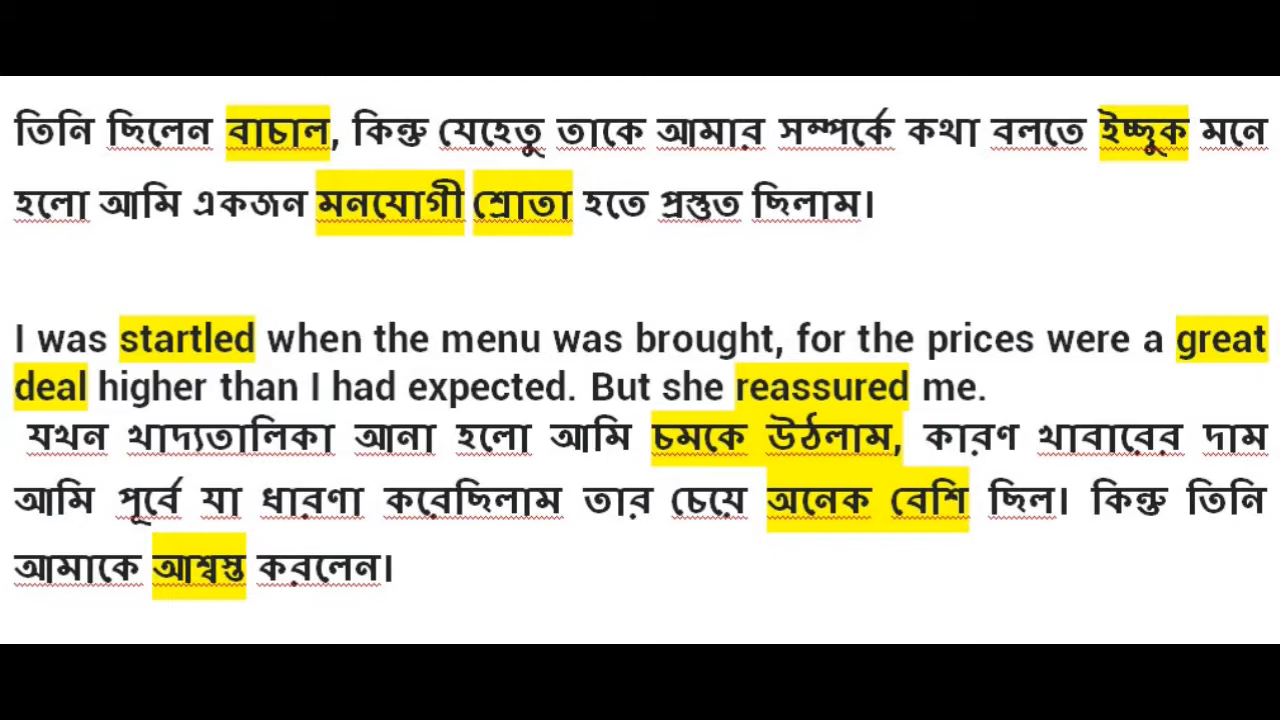 তিনি ছিলেন বাচাল, কিন্তু যেহেতু তাকে আমার সম্পর্কে কথা বলতে ইচ্ছুক মনে
হলো আমি একজন মনযোগী শ্রোতা হতে প্রস্তুত ছিলাম।
I was startled when the menu was brought, for the prices were a great
deal higher than I had expected. But she reassured me.
যখন খাদ্যতালিকা আনা হলো আমি চমকে উঠলাম, কারণ খাবারের দাম
আমি পূর্বে যা ধারণা করেছিলাম তার চেয়ে অনেক বেশি ছিল। কিন্তু তিনি
আমাকে আশ্বস্ত করলেন।